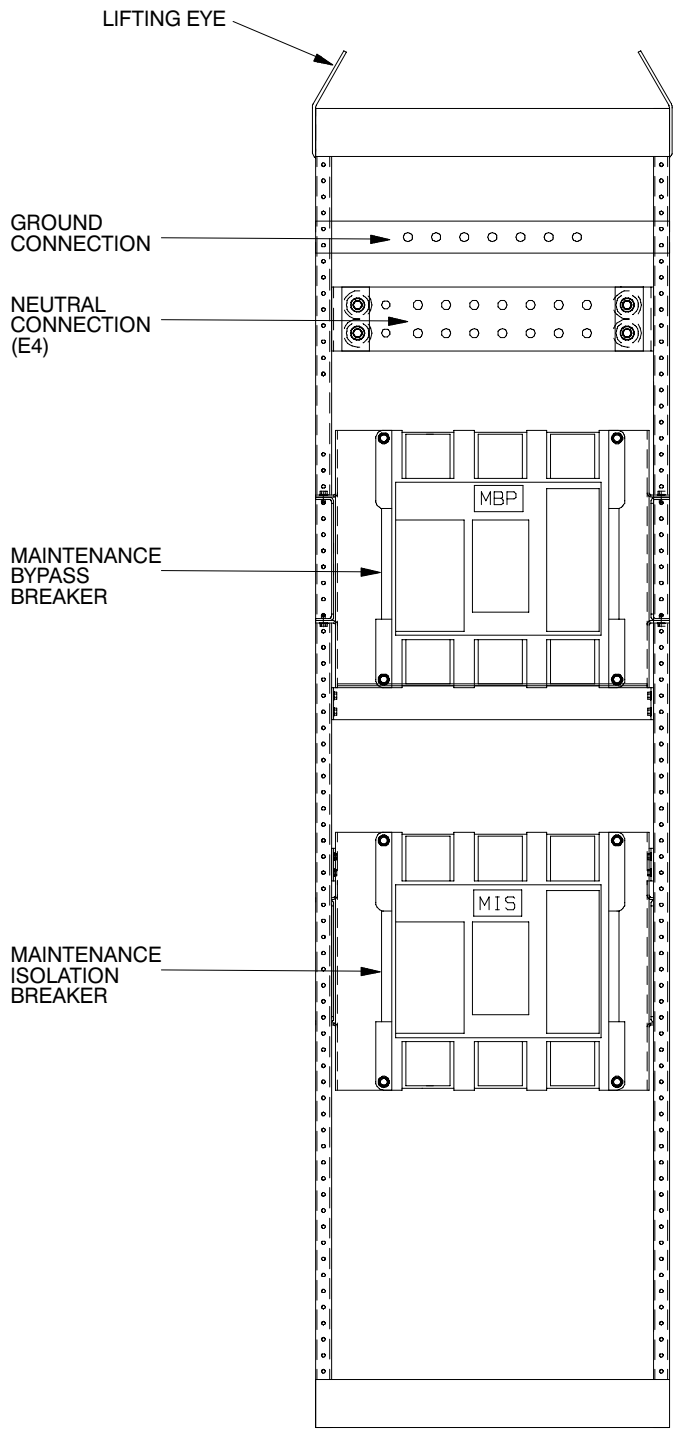 LIFTING EYE
GROUND
CONNECTION
NEUTRAL
CONNECTION
(E4)
MBP
MAINTENANCE
BYPASS
BREAKER
MIS
MAINTENANCE
ISOLATION
BREAKER